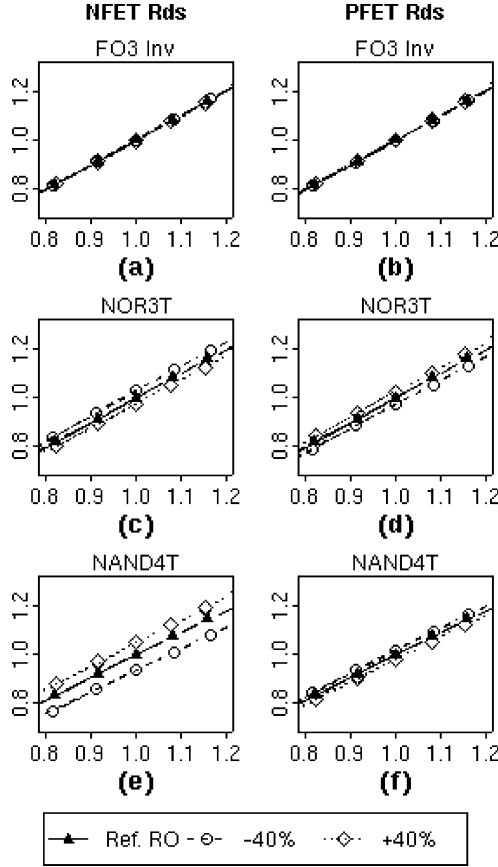 NFET Rds PFET Rds
FO3 Inv FO3 Inv
1.2 1.2
1.0 1.0
0.8 0.8
0.8 0.9 1.0 1.1 1.2 0.8 0.9 1.0 1.1 1.2
(a) (b)
NOR3T NOR3T
1.2 1.2
1.0 1.0
0.8 0.8
0.8 0.9 1.0 1.1 1.2 0.8 0.9 1.0 1.1 1.2
(c) (d)
NAND4T NAND4T
1.2 1.2
1.0 1.0
0.8 0.8
0.8 0.9 1.0 1.1 1.2 0.8 0.9 1.0 1.1 1.2
(e) (f)
Ref. RO -40% +40%